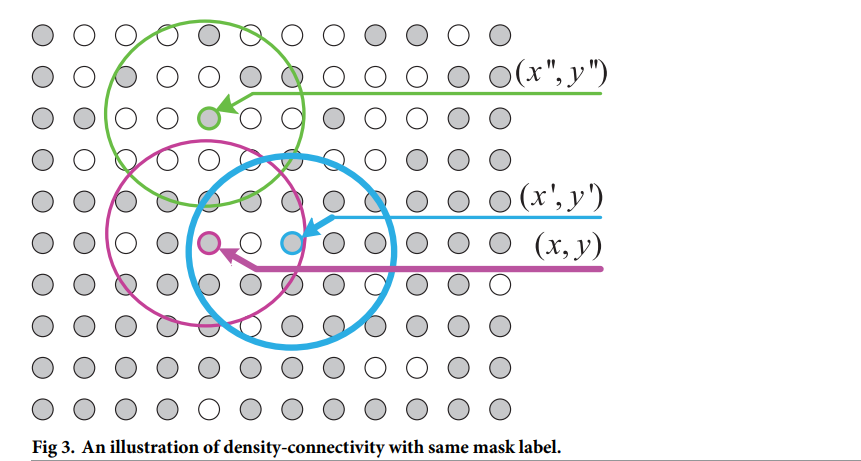 (x", y")
(x', y')
(x, y)
Fig 3. An illustration of density-connectivity with same mask label.